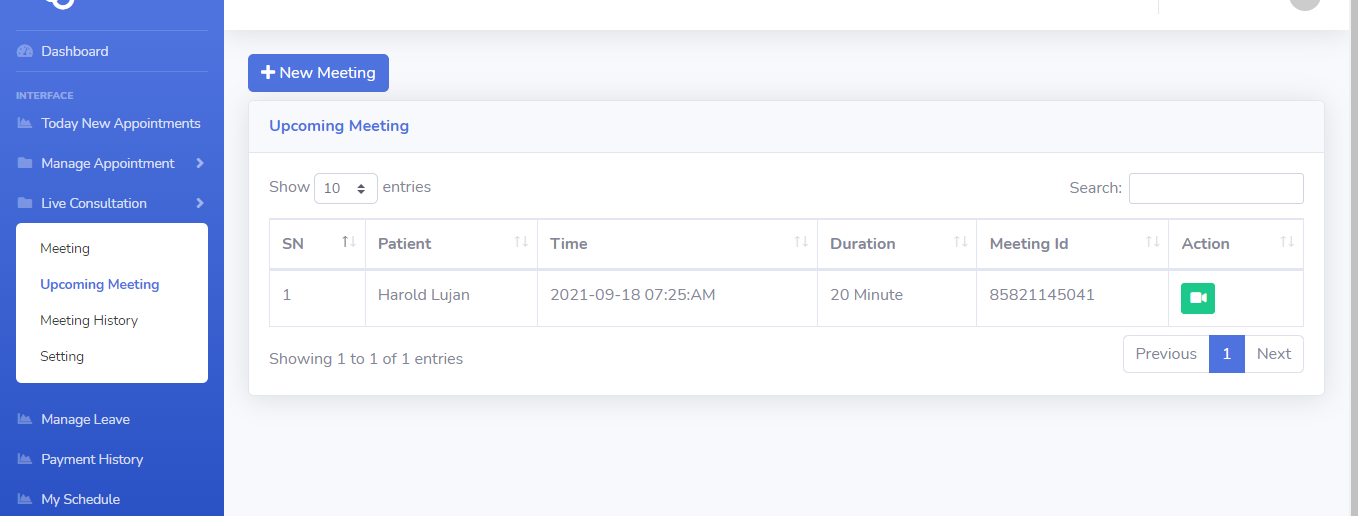 Dashboard
INTERFACE
Today New Appointments
Manage Appointment
Live Consultation
Meeting
Upcoming Meeting
Meeting History
Setting
Manage Leave
Payment History
My Schedule
New Meeting
Upcoming Meeting
Show 10 entries Search:
SN Patient Time Duration Meeting Id Action
1 Harold Lujan 2021-09-18 07:25:AM 20 Minute 85821145041
Showing 1 to 1 of 1 entries Previous 1 Next